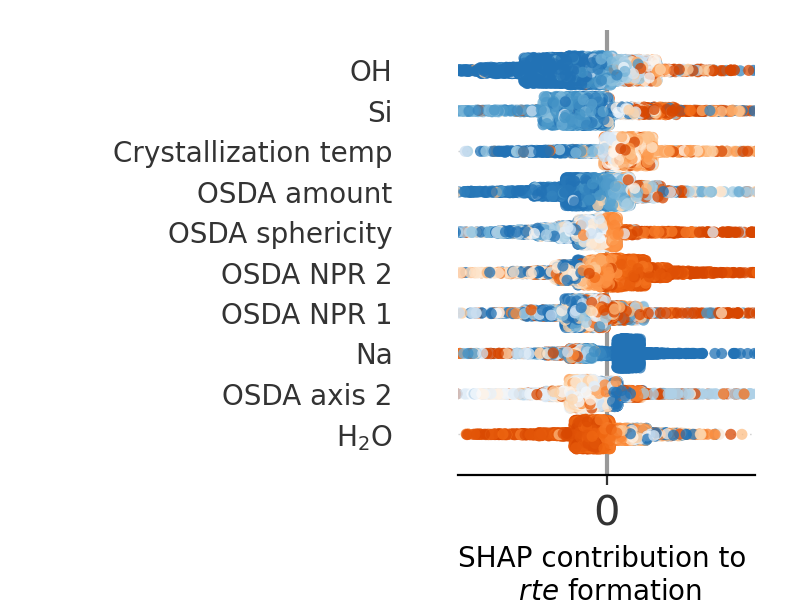 OH
Si
Crystallization temp
OSDA amount
OSDA sphericity
OSDA NPR 2
OSDA NPR 1
Na
OSDA axis 2
H₂O
0
SHAP contribution to
rte formation